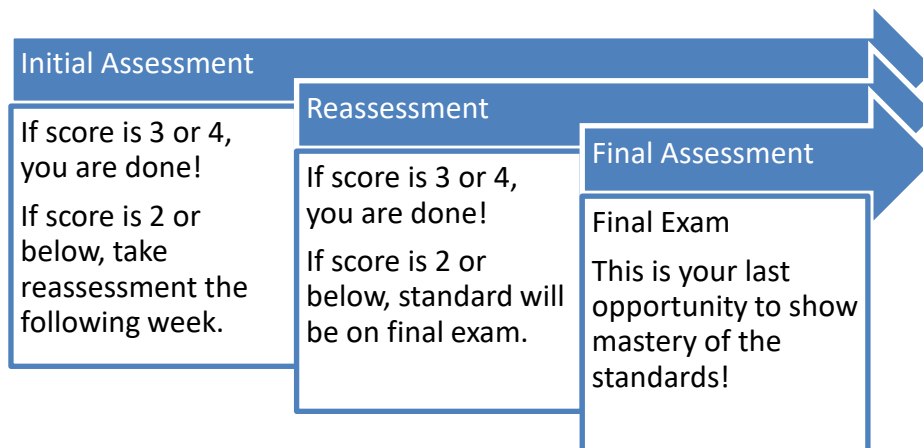 Initial Assessment
If score is 3 or 4,
you are done!
If score is 2 or
below, take
reassessment the
following week.
Reassessment
If score is 3 or 4,
you are done!
If score is 2 or
below, standard will
be on final exam.
Final Assessment
Final Exam
This is your last
opportunity to show
mastery of the
standards!